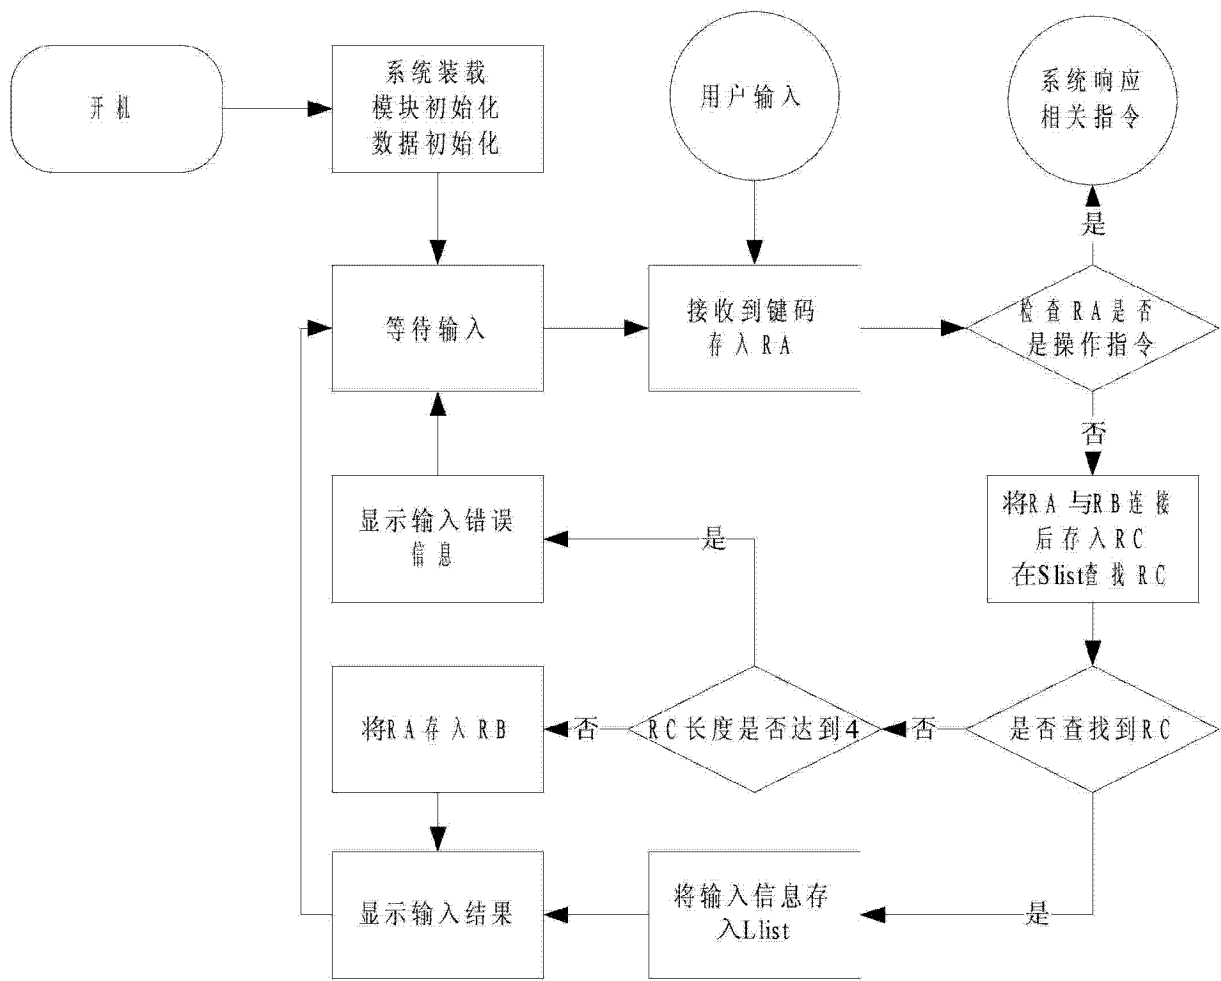 开机
系统装载
模块初始化
数据初始化
用户输入
系统响应
相关指令
是
等待输入
接收到键码
存入RA
检查RA是否
是操作指令
否
显示输入错误
信息
是
将RA与RB连接
后存入RC
在Slist查找RC
将RA存入RB
否
RC长度是否达到4
否
是否查找到RC
显示输入结果
将输入信息存
入Llist
是